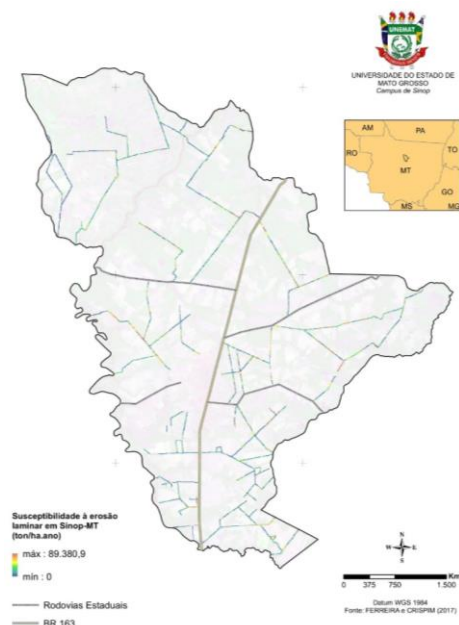 UNEMAT
UNIVERSIDADE DO ESTADO DE
MATO GROSSO
Campus de Sinop
AM
PA
RO
TO
MT
GO
MS
MG
Susceptibilidade à erosão
laminar em Sinop-MT
(ton/ha.ano)
máx : 89.380,9
mín : 0
Rodovias Estaduais
BR 163
N
W
E
S
Km
0 375 750 1.500
Datum WGS 1984
Fonte: FERREIRA e CRISPIM (2017)